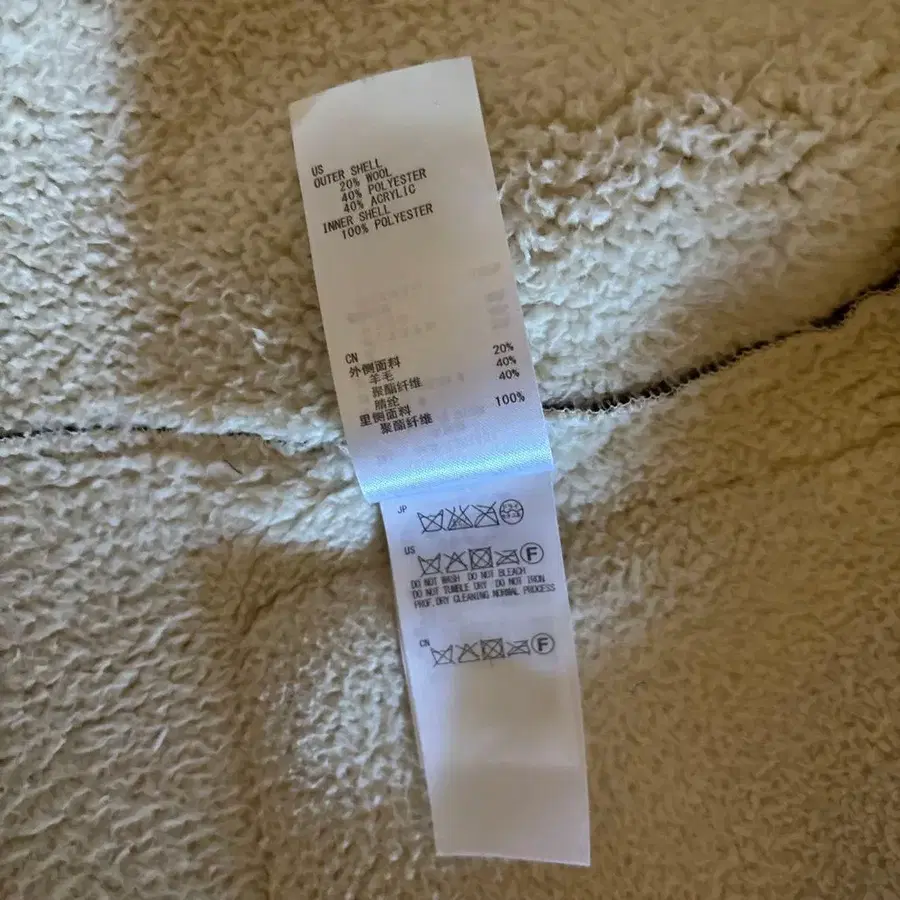 US
OUTER SHELL
20% WOOL
40% POLYESTER
40% ACRYLIC
INNER SHELL
100% POLYESTER
CN
外侧面料
羊毛 20%
聚酯纤维 40%
腈纶 40%
里侧面料
聚酯纤维 100%
JP
US
F
DO NOT WASH DO NOT BLEACH
DO NOT TUMBLE DRY DO NOT IRON
PROF.DRY CLEANING NORMAL PROCESS
CN
F